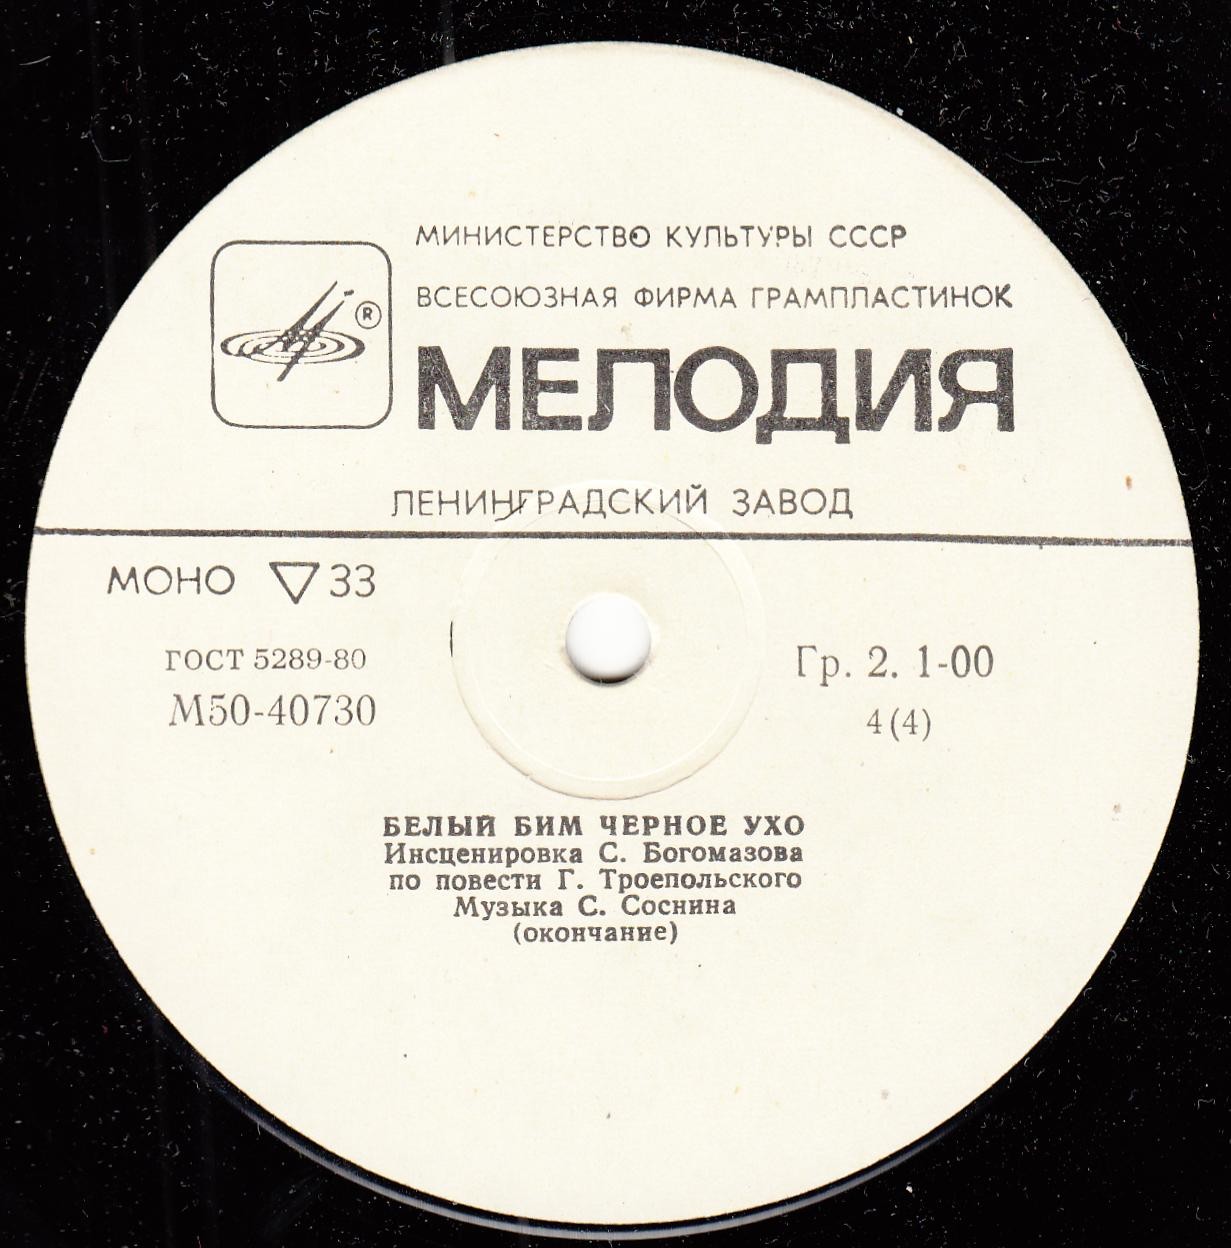 МИНИСТЕРСТВО КУЛЬТУРЫ СССР
ВСЕСОЮЗНАЯ ФИРМА ГРАМПЛАСТИНОК
®
МЕЛОДИЯ
ЛЕНИНГРАДСКИЙ ЗАВОД
МОНО ▽ 33
ГОСТ 5289-80
М50-40730
Гр. 2. 1-00
4 (4)
БЕЛЫЙ БИМ ЧЕРНОЕ УХО
Инсценировка С. Богомазова
по повести Г. Троепольского
Музыка С. Соснина
(окончание)